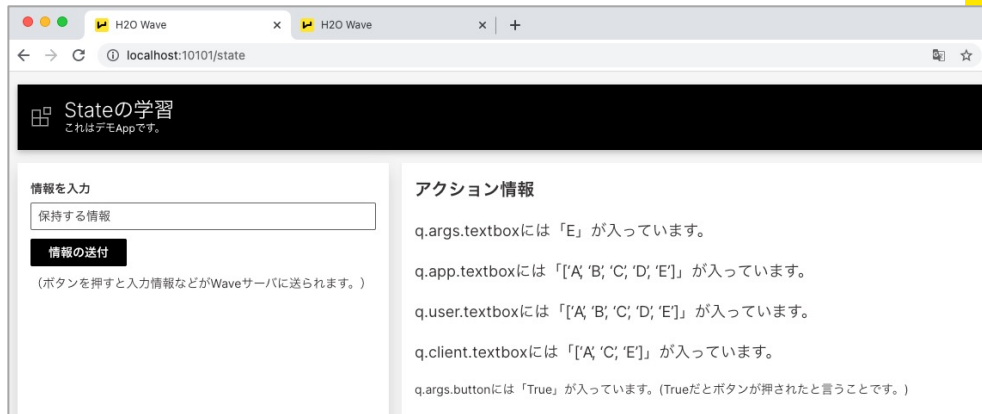 H2O Wave
H2O Wave
localhost:10101/state
Stateの学習
これはデモAppです。
情報を入力
保持する情報
情報の送付
（ボタンを押すと入力情報などがWaveサーバに送られます。）
アクション情報
q.args.textboxには「E」が入っています。
q.app.textboxには「[‘A’, ‘B’, ‘C’, ‘D’, ‘E’]」が入っています。
q.user.textboxには「[‘A’, ‘B’, ‘C’, ‘D’, ‘E’]」が入っています。
q.client.textboxには「[‘A’, ‘C’, ‘E’]」が入っています。
q.args.buttonには「True」が入っています。(Trueだとボタンが押されたと言うことです。)